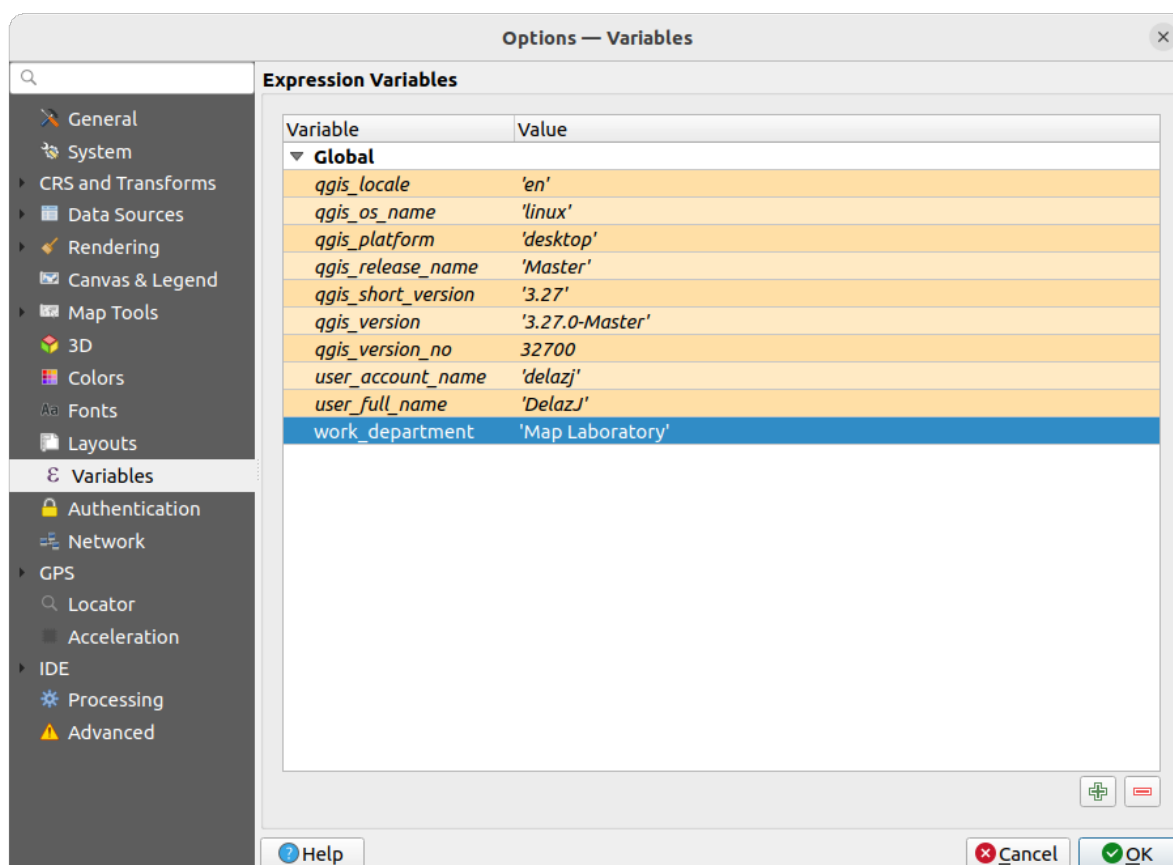 Options — Variables
Expression Variables
General
System
CRS and Transforms
Data Sources
Rendering
Canvas & Legend
Map Tools
3D
Colors
Fonts
Layouts
Variables
Authentication
Network
GPS
Locator
Acceleration
IDE
Processing
Advanced
Variable Value
Global
qgis_locale 'en'
qgis_os_name 'linux'
qgis_platform 'desktop'
qgis_release_name 'Master'
qgis_short_version '3.27'
qgis_version '3.27.0-Master'
qgis_version_no 32700
user_account_name 'delazj'
user_full_name 'DelazJ'
work_department 'Map Laboratory'
Help
Cancel
OK